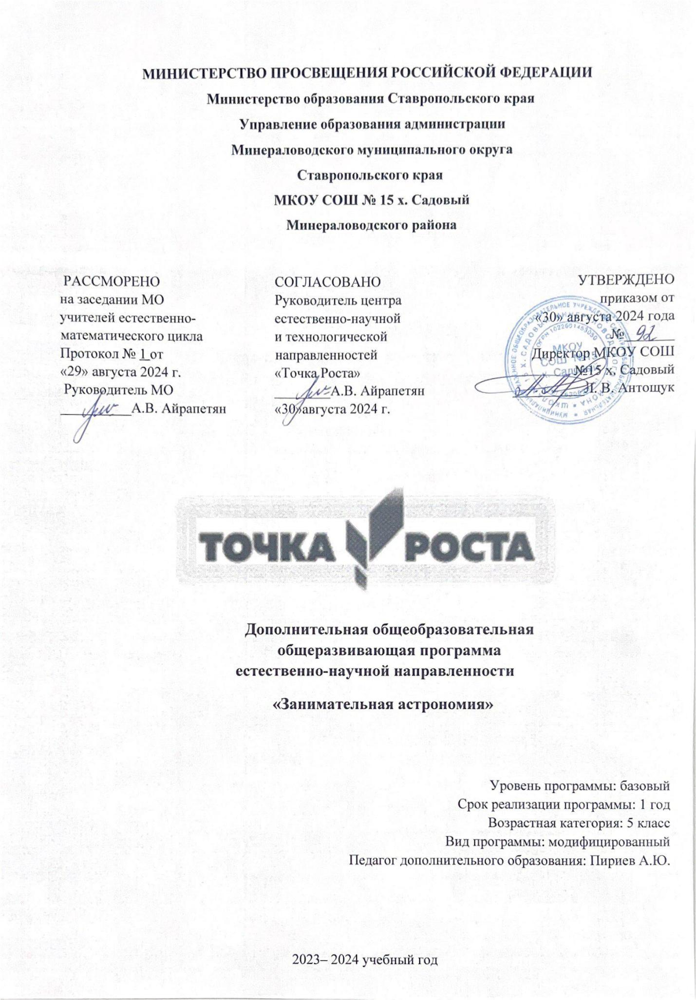 МИНИСТЕРСТВО ПРОСВЕЩЕНИЯ РОССИЙСКОЙ ФЕДЕРАЦИИ
Министерство образования Ставропольского края
Управление образования администрации
Минераловодского муниципального округа
Ставропольского края
МКОУ СОШ № 15 х. Садовый
Минераловодского района
РАССМОРЕНО
на заседании МО
учителей естественно-
математического цикла
Протокол № 1 от
«29» августа 2024 г.
Руководитель МО
А.В. Айрапетян
СОГЛАСОВАНО
Руководитель центра
естественно-научной
и технологической
направленностей
«Точка Роста»
А.В. Айрапетян
«30»августа 2024 г.
УТВЕРЖДЕНО
приказом от
«30» августа 2024 года
№ 92
Директор МКОУ СОШ
№15 х. Садовый
Л. В. Антощук
МКОУ
СОШ №15
х. Садовый
ТОЧКА РОСТА
Дополнительная общеобразовательная
общеразвивающая программа
естественно-научной направленности
«Занимательная астрономия»
Уровень программы: базовый
Срок реализации программы: 1 год
Возрастная категория: 5 класс
Вид программы: модифицированный
Педагог дополнительного образования: Пириев А.Ю.
2023– 2024 учебный год